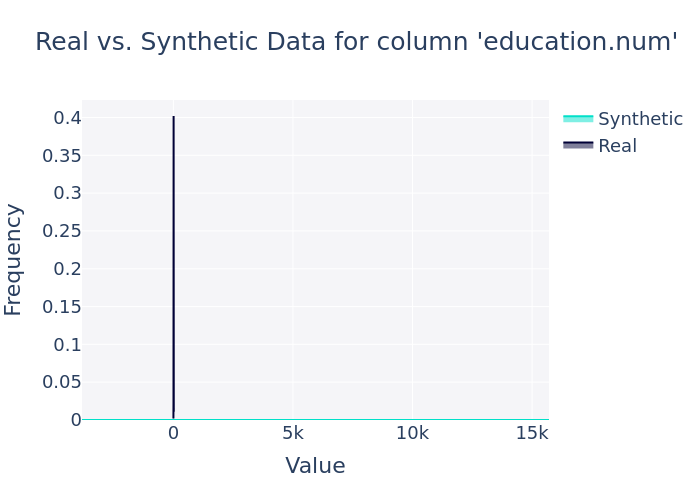 Real vs. Synthetic Data for column 'education.num'
Synthetic
Real
Frequency
0.4
0.35
0.3
0.25
0.2
0.15
0.1
0.05
0
0
5k
10k
15k
Value